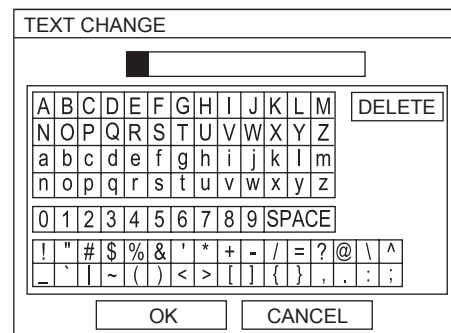 TEXT CHANGE
A B C D E F G H I J K L M DELETE
N O P Q R S T U V W X Y Z
a b c d e f g h i j k l m
n o p q r s t u v w x y z
0 1 2 3 4 5 6 7 8 9 SPACE
! " # $ % & ' * + - / = ? @ \ ^
_ ` | ~ ( ) < > [ ] { } , . : ;
OK CANCEL